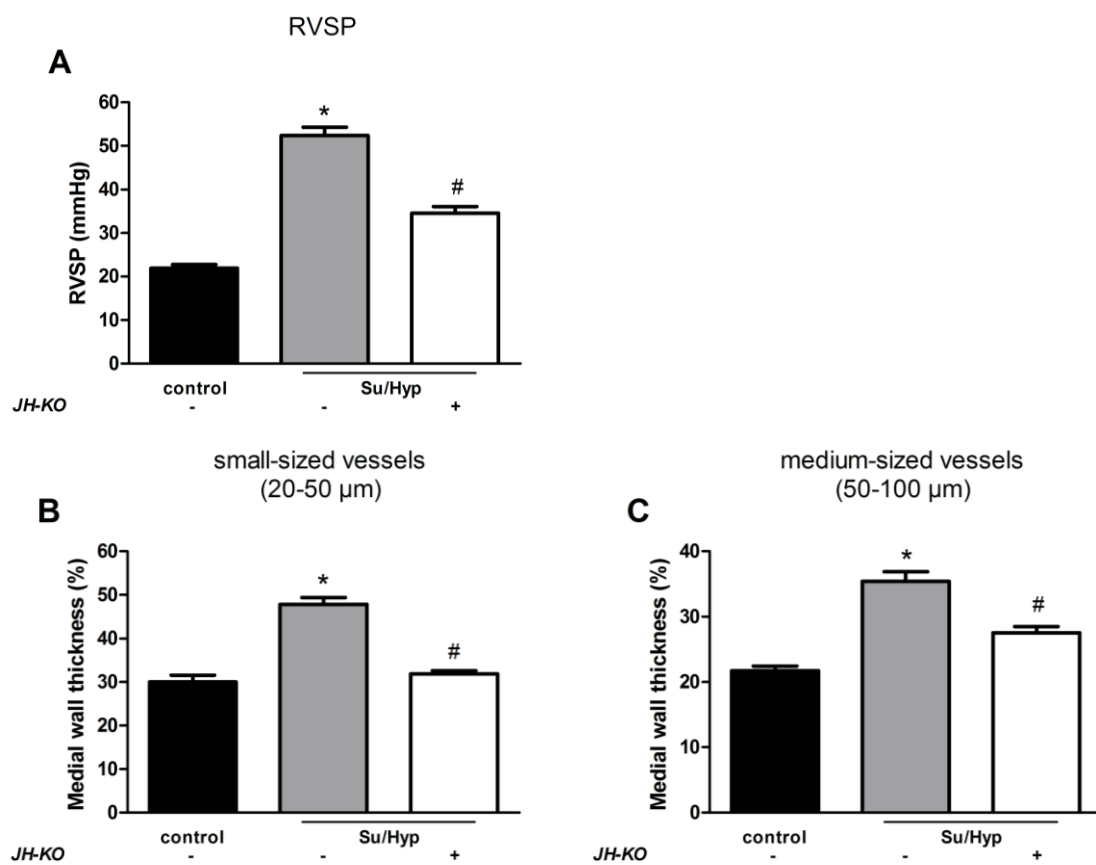 RVSP
A
RVSP (mmHg)
60
50
40
30
20
10
0
*
#
control
Su/Hyp
JH-KO - - +
small-sized vessels
(20-50 µm)
B
Medial wall thickness (%)
60
50
40
30
20
10
0
*
#
control
Su/Hyp
JH-KO - - +
medium-sized vessels
(50-100 µm)
C
Medial wall thickness (%)
40
30
20
10
0
*
#
control
Su/Hyp
JH-KO - - +